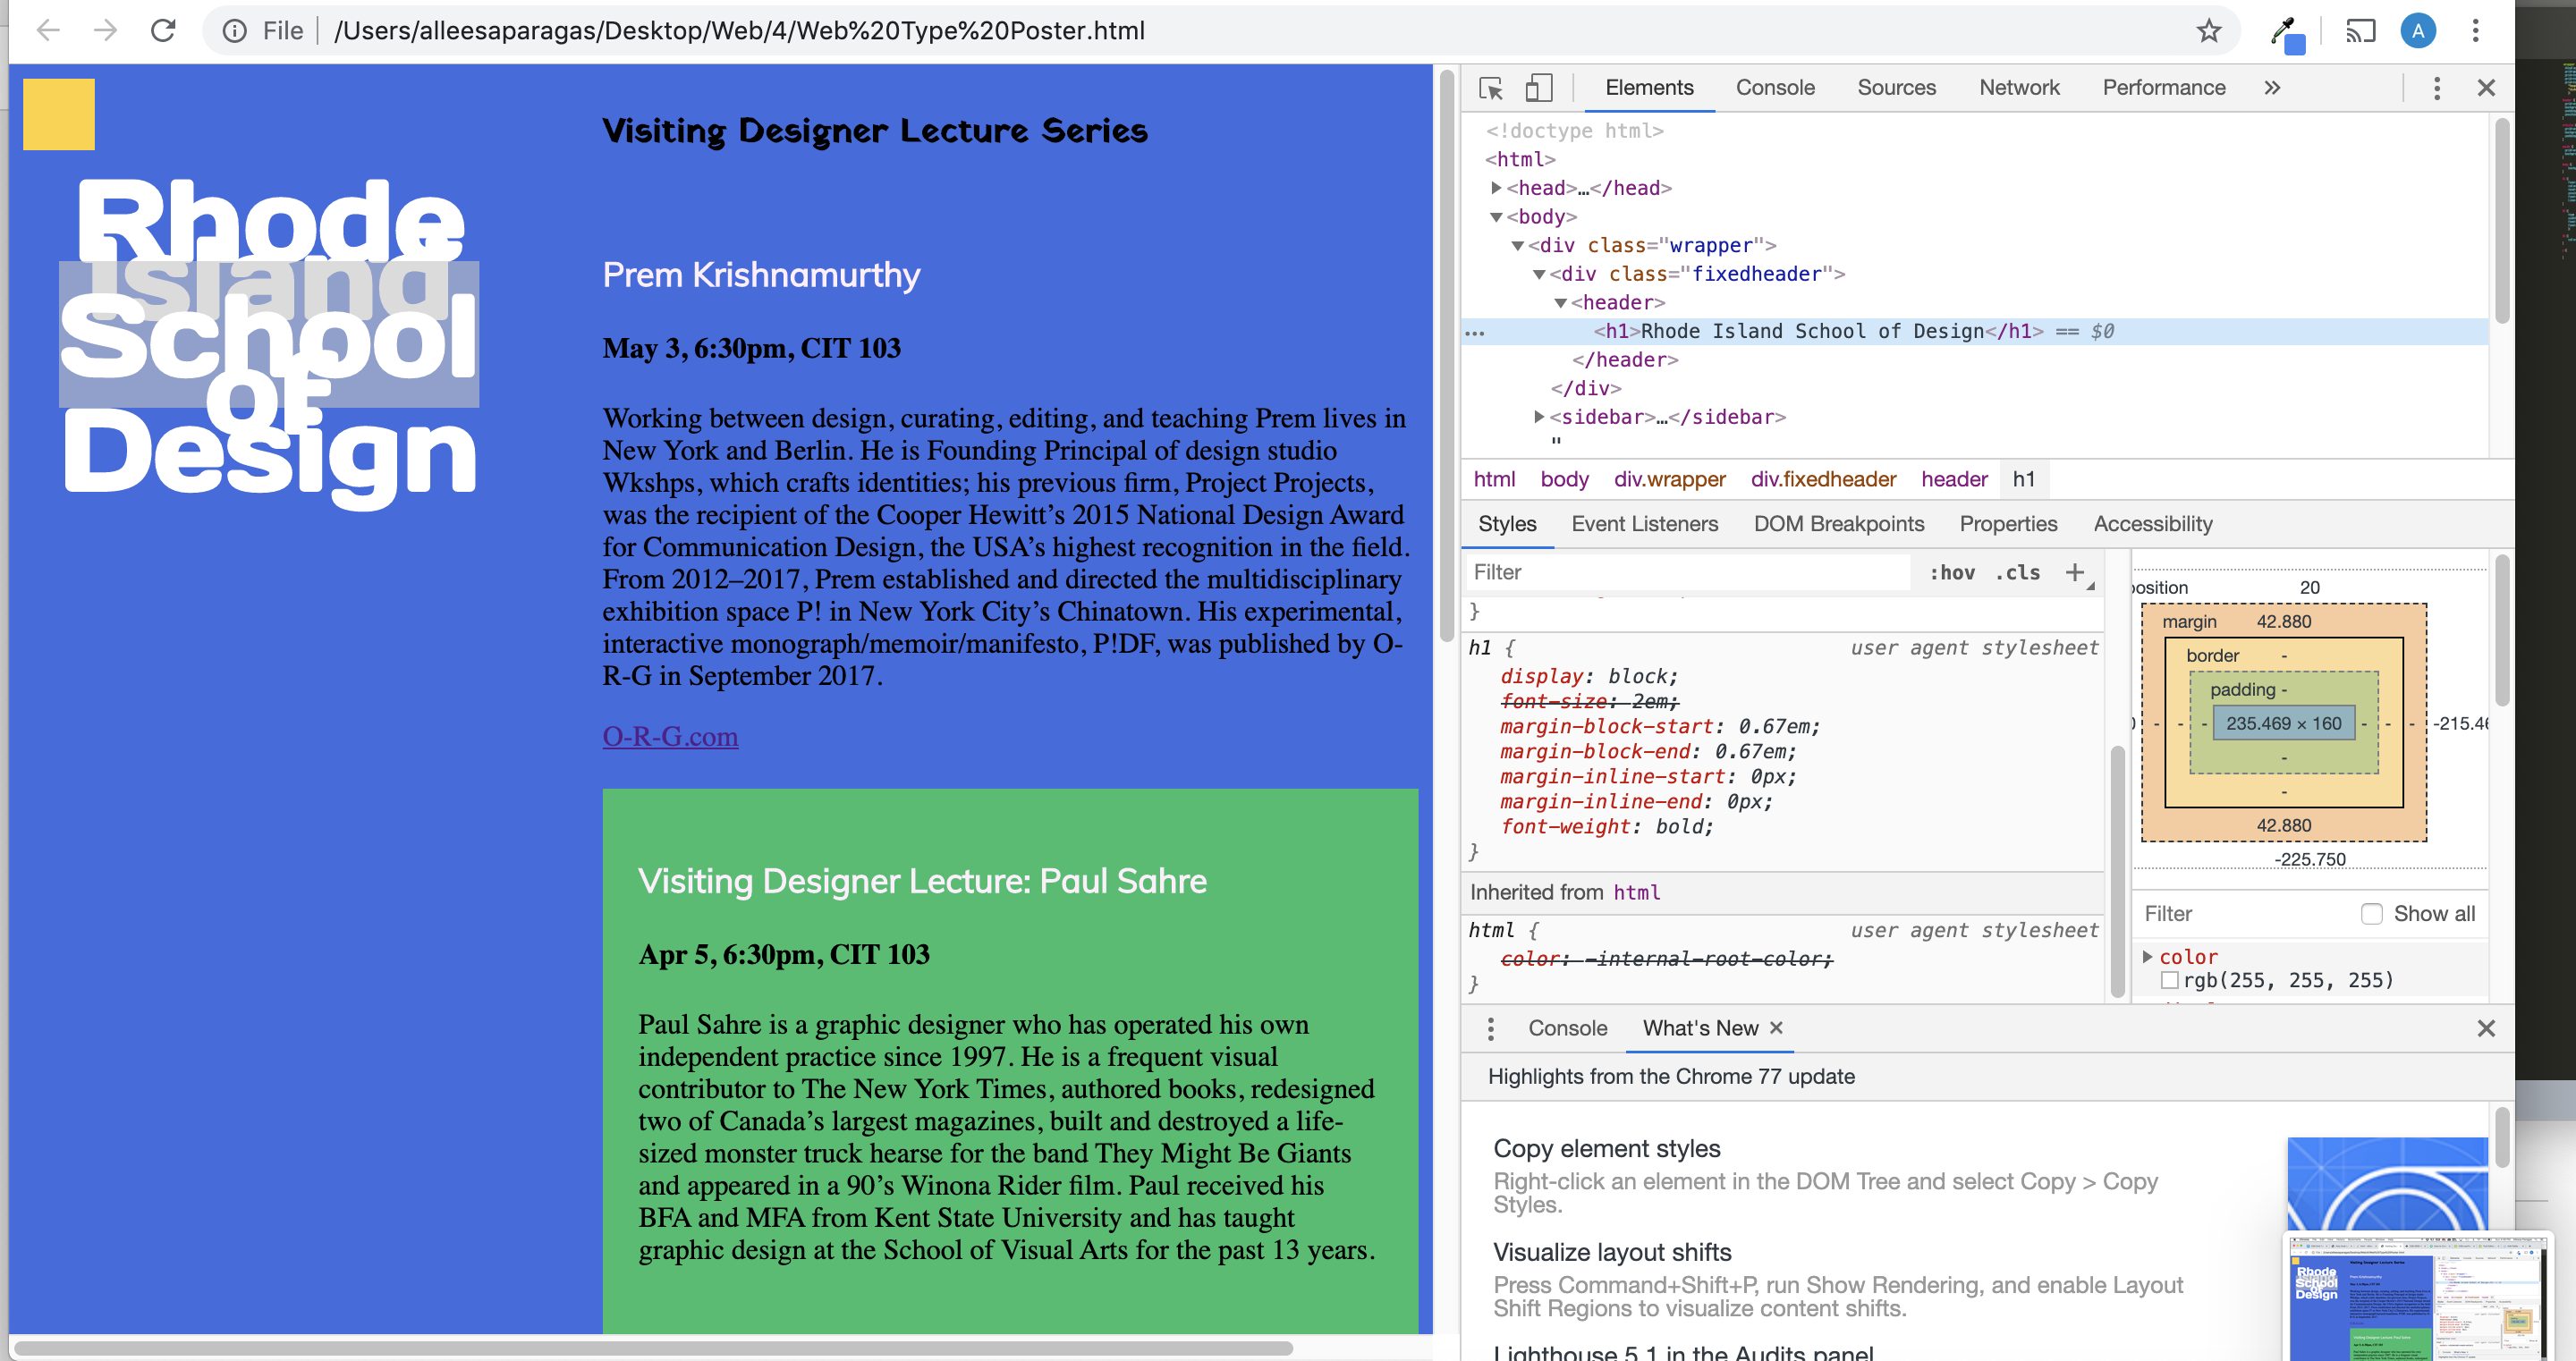 File
/Users/alleesaparagas/Desktop/Web/4/Web%20Type%20Poster.html
A
Visiting Designer Lecture Series
Rhode
Island
School
of
Design
Prem Krishnamurthy
May 3, 6:30pm, CIT 103
Working between design, curating, editing, and teaching Prem lives in
New York and Berlin. He is Founding Principal of design studio
Wkshps, which crafts identities; his previous firm, Project Projects,
was the recipient of the Cooper Hewitt’s 2015 National Design Award
for Communication Design, the USA’s highest recognition in the field.
From 2012–2017, Prem established and directed the multidisciplinary
exhibition space P! in New York City’s Chinatown. His experimental,
interactive monograph/memoir/manifesto, P!DF, was published by O-
R-G in September 2017.
O-R-G.com
Visiting Designer Lecture: Paul Sahre
Apr 5, 6:30pm, CIT 103
Paul Sahre is a graphic designer who has operated his own
independent practice since 1997. He is a frequent visual
contributor to The New York Times, authored books, redesigned
two of Canada’s largest magazines, built and destroyed a life-
sized monster truck hearse for the band They Might Be Giants
and appeared in a 90’s Winona Rider film. Paul received his
BFA and MFA from Kent State University and has taught
graphic design at the School of Visual Arts for the past 13 years.
Elements Console Sources Network Performance »
<!doctype html>
<html>
<head>…</head>
<body>
<div class="wrapper">
<div class="fixedheader">
<header>
<h1>Rhode Island School of Design</h1> == $0
</header>
</div>
<sidebar>…</sidebar>
"
html body div.wrapper div.fixedheader header h1
Styles Event Listeners DOM Breakpoints Properties Accessibility
Filter :hov .cls +
}
h1 { user agent stylesheet
display: block;
font-size: 2em;
margin-block-start: 0.67em;
margin-block-end: 0.67em;
margin-inline-start: 0px;
margin-inline-end: 0px;
font-weight: bold;
}
Inherited from html
html { user agent stylesheet
color: -internal-root-color;
}
position 20
margin 42.880
border -
padding -
- - - 235.469 × 160 - - - -215.46
-
-
42.880
-225.750
Filter Show all
color
rgb(255, 255, 255)
Console What's New ×
Highlights from the Chrome 77 update
Copy element styles
Right-click an element in the DOM Tree and select Copy > Copy
Styles.
Visualize layout shifts
Press Command+Shift+P, run Show Rendering, and enable Layout
Shift Regions to visualize content shifts.
Lighthouse 5.1 in the Audits panel
Rhode
School
of
Design